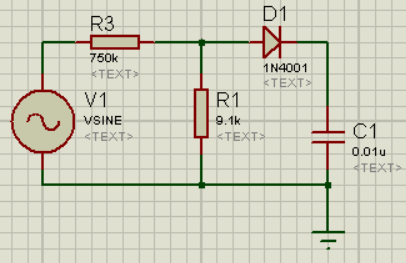 R3
750k
<TEXT>
D1
1N4001
<TEXT>
V1
VSINE
<TEXT>
R1
9.1k
<TEXT>
C1
0.01u
<TEXT>